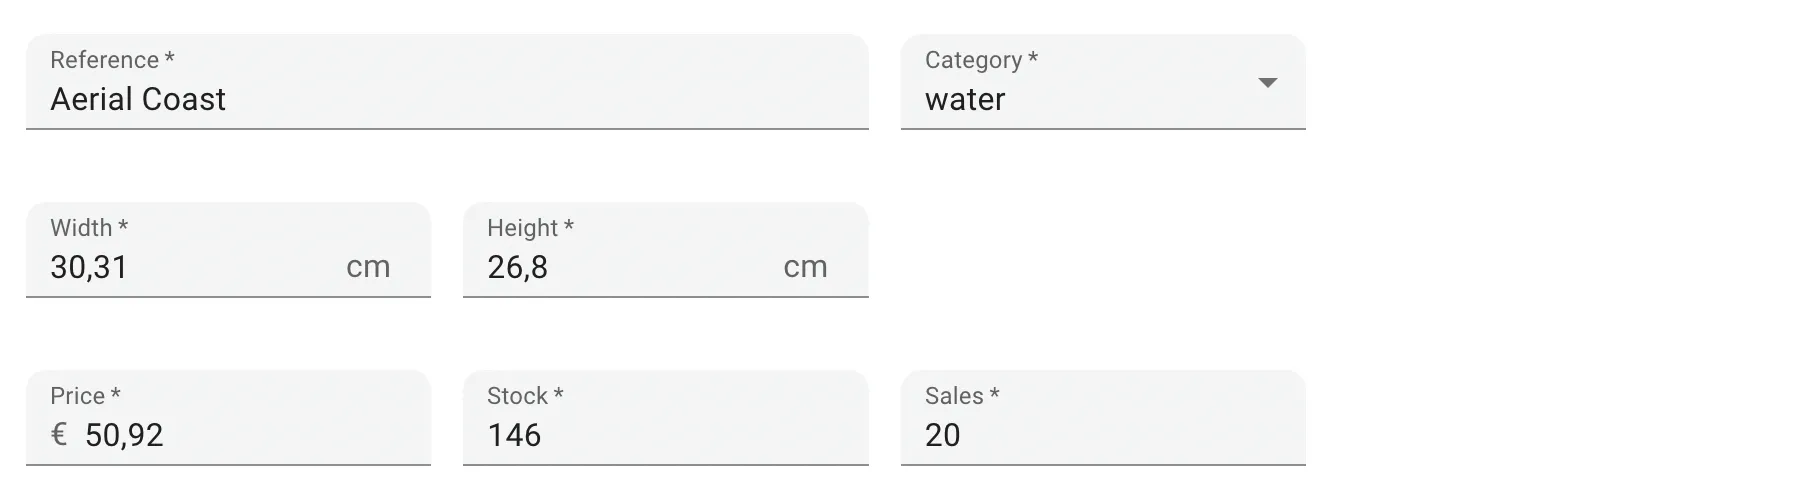 Reference *
Aerial Coast
Category *
water
Width *
30,31 cm
Height *
26,8 cm
Price *
€ 50,92
Stock *
146
Sales *
20